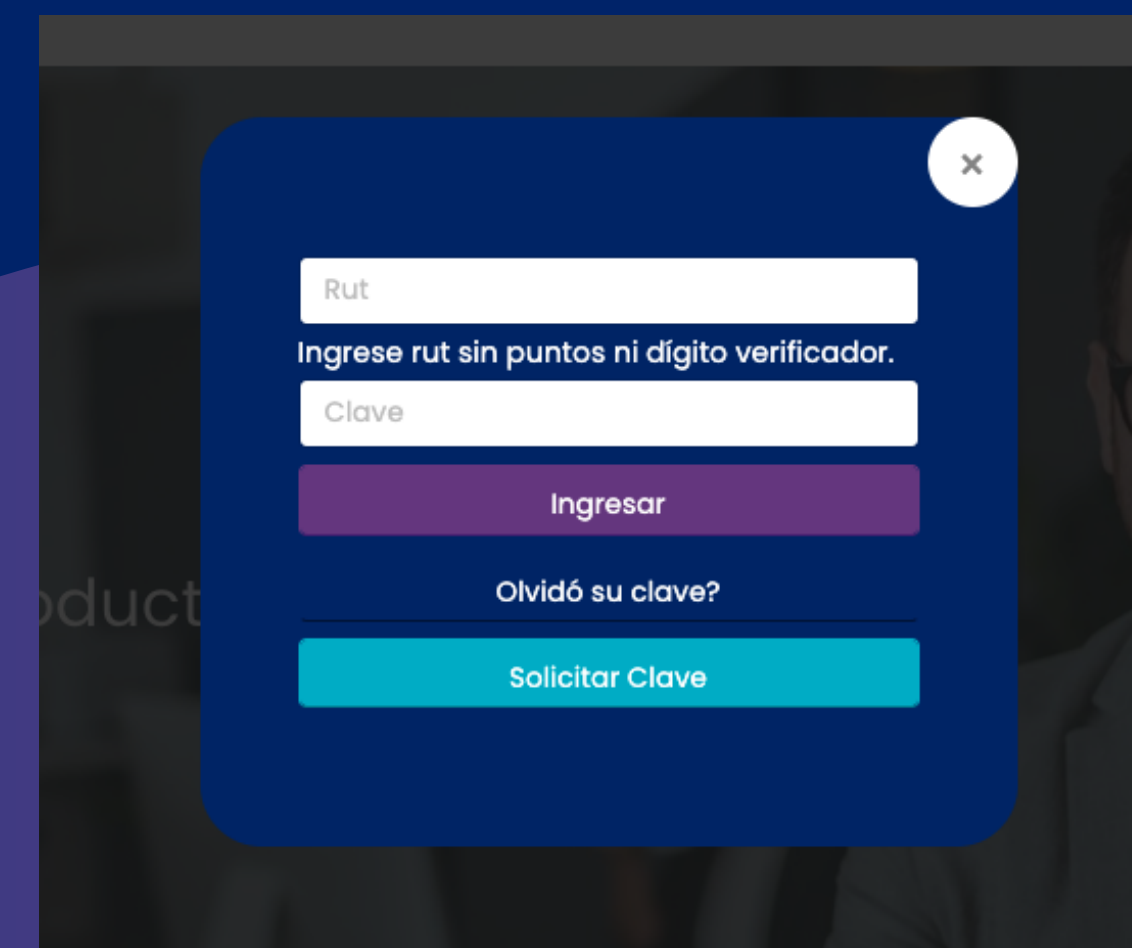 Rut
Ingrese rut sin puntos ni dígito verificador.
Clave
Ingresar
Olvidó su clave?
Solicitar Clave